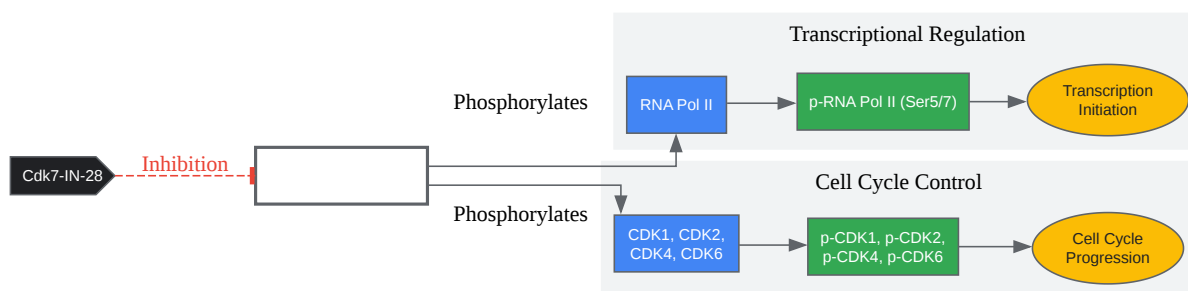 Transcriptional Regulation
Phosphorylates
RNA Pol II
p-RNA Pol II (Ser5/7)
Transcription
Initiation
Cdk7-IN-28
Inhibition
Cell Cycle Control
Phosphorylates
CDK1, CDK2,
CDK4, CDK6
p-CDK1, p-CDK2,
p-CDK4, p-CDK6
Cell Cycle
Progression